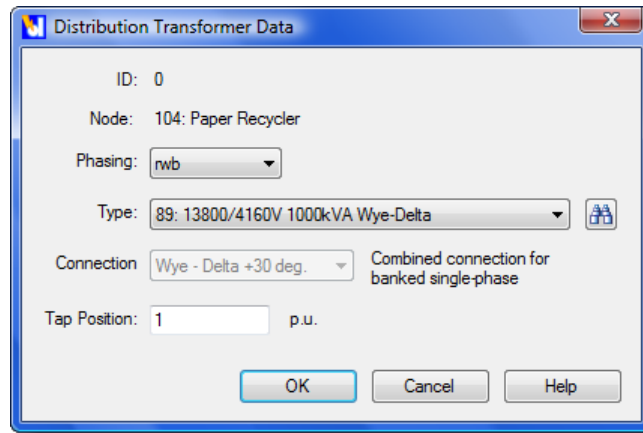 Distribution Transformer Data
ID: 0
Node: 104: Paper Recycler
Phasing: rwb
Type: 89: 13800/4160V 1000kVA Wye-Delta
Connection Wye - Delta +30 deg. Combined connection for
banked single-phase
Tap Position: 1 p.u.
OK Cancel Help